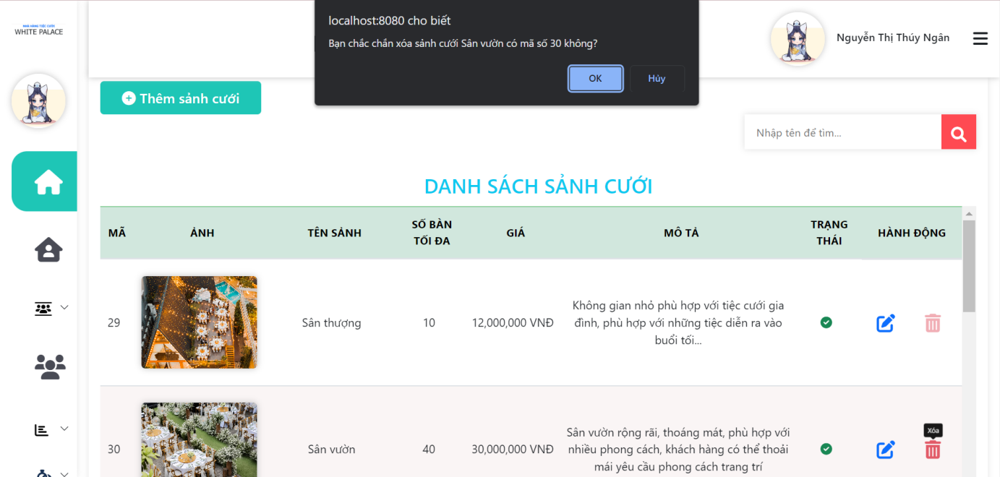 localhost:8080 cho biết
Bạn chắc chắn xóa sảnh cưới Sân vườn có mã số 30 không?
OK
Hủy
NHÀ HÀNG TIỆC CƯỚI
WHITE PALACE
Nguyễn Thị Thúy Ngân
Thêm sảnh cưới
Nhập tên để tìm...
DANH SÁCH SẢNH CƯỚI
MÃ
ẢNH
TÊN SẢNH
SỐ BÀN
TỐI ĐA
GIÁ
MÔ TẢ
TRẠNG
THÁI
HÀNH ĐỘNG
29
Sân thượng
10
12,000,000 VNĐ
Không gian nhỏ phù hợp với tiệc cưới gia
đình, phù hợp với những tiệc diễn ra vào
buổi tối...
Xóa
30
Sân vườn
40
30,000,000 VNĐ
Sân vườn rộng rãi, thoáng mát, phù hợp với
nhiều phong cách, khách hàng có thể thoải
mái yêu cầu phong cách trang trí